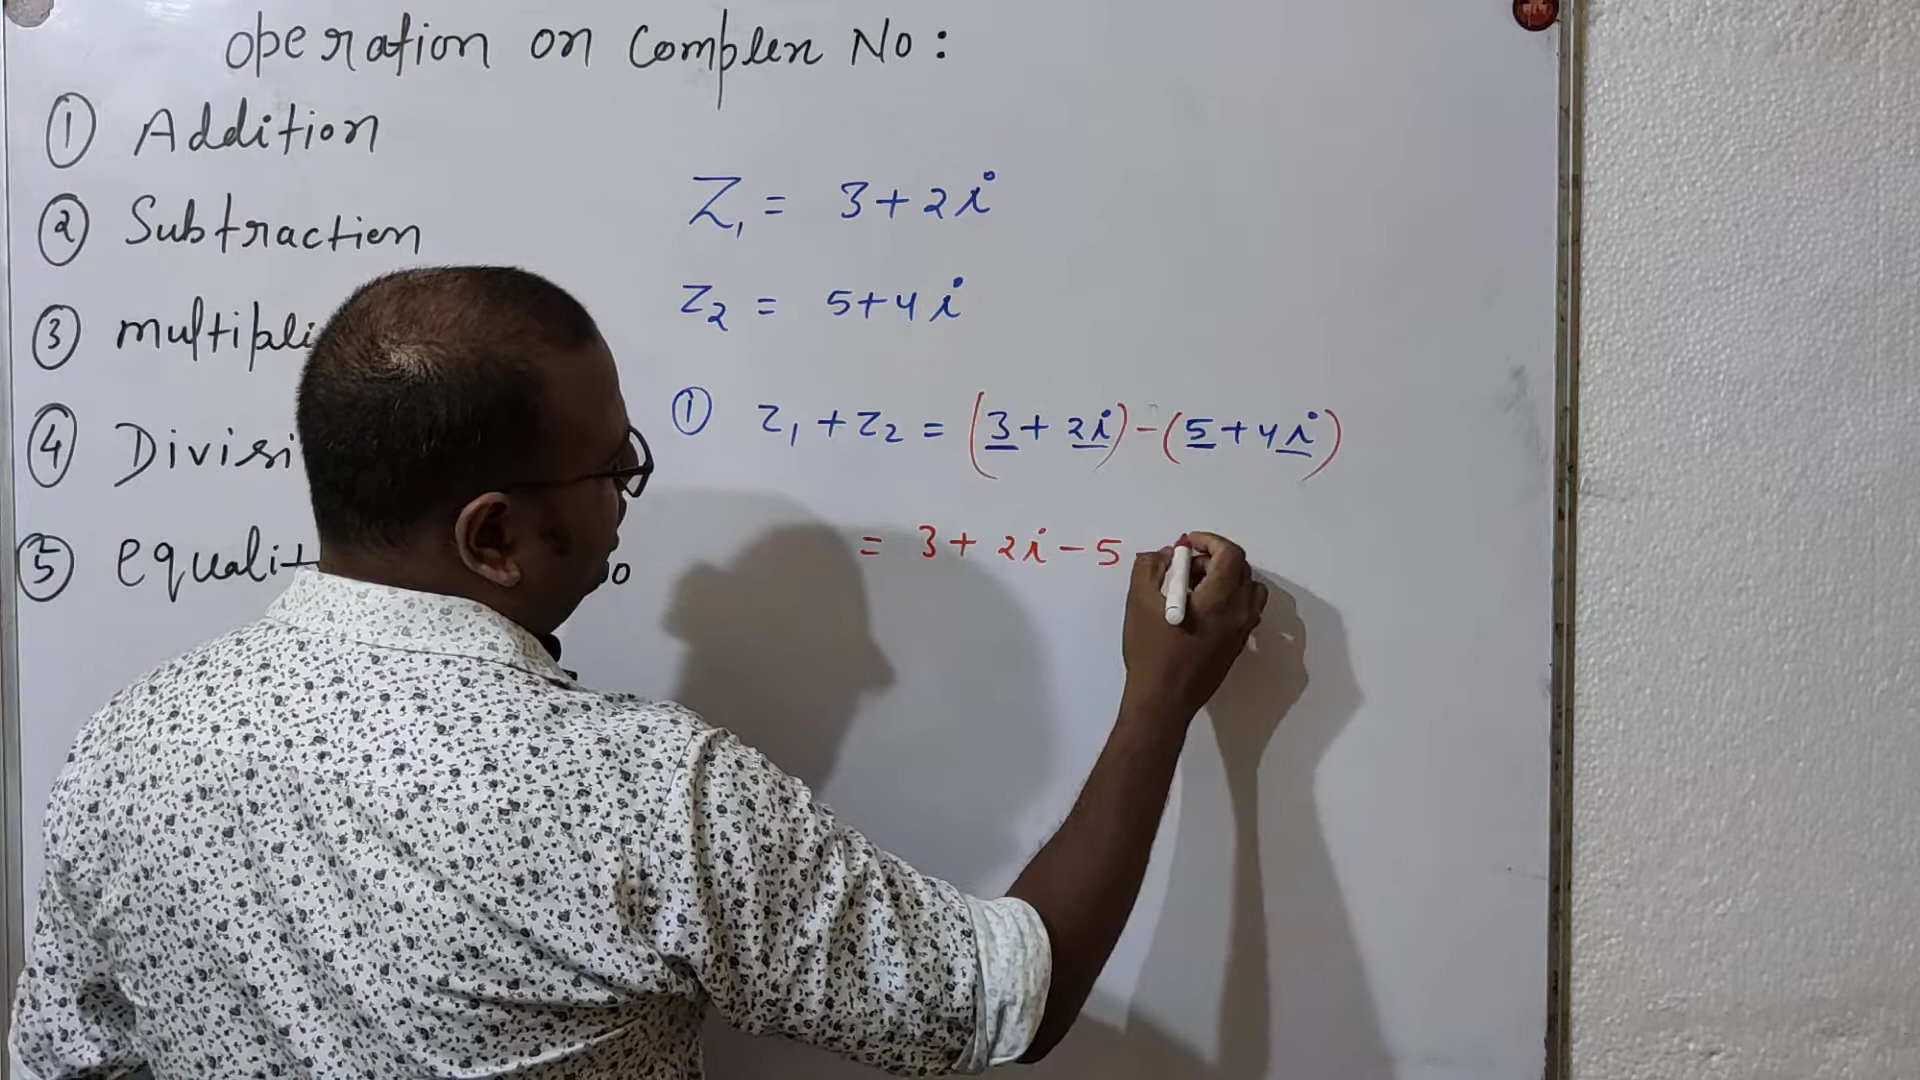 Operation on Complex No:
① Addition
② Subtraction
③ multipli
④ Divisi
⑤ equalit
Z₁ = 3+2i
Z₂ = 5+4i
① Z₁ + Z₂ = (3+ 2i) - (5+4i)
= 3+ 2i - 5 -